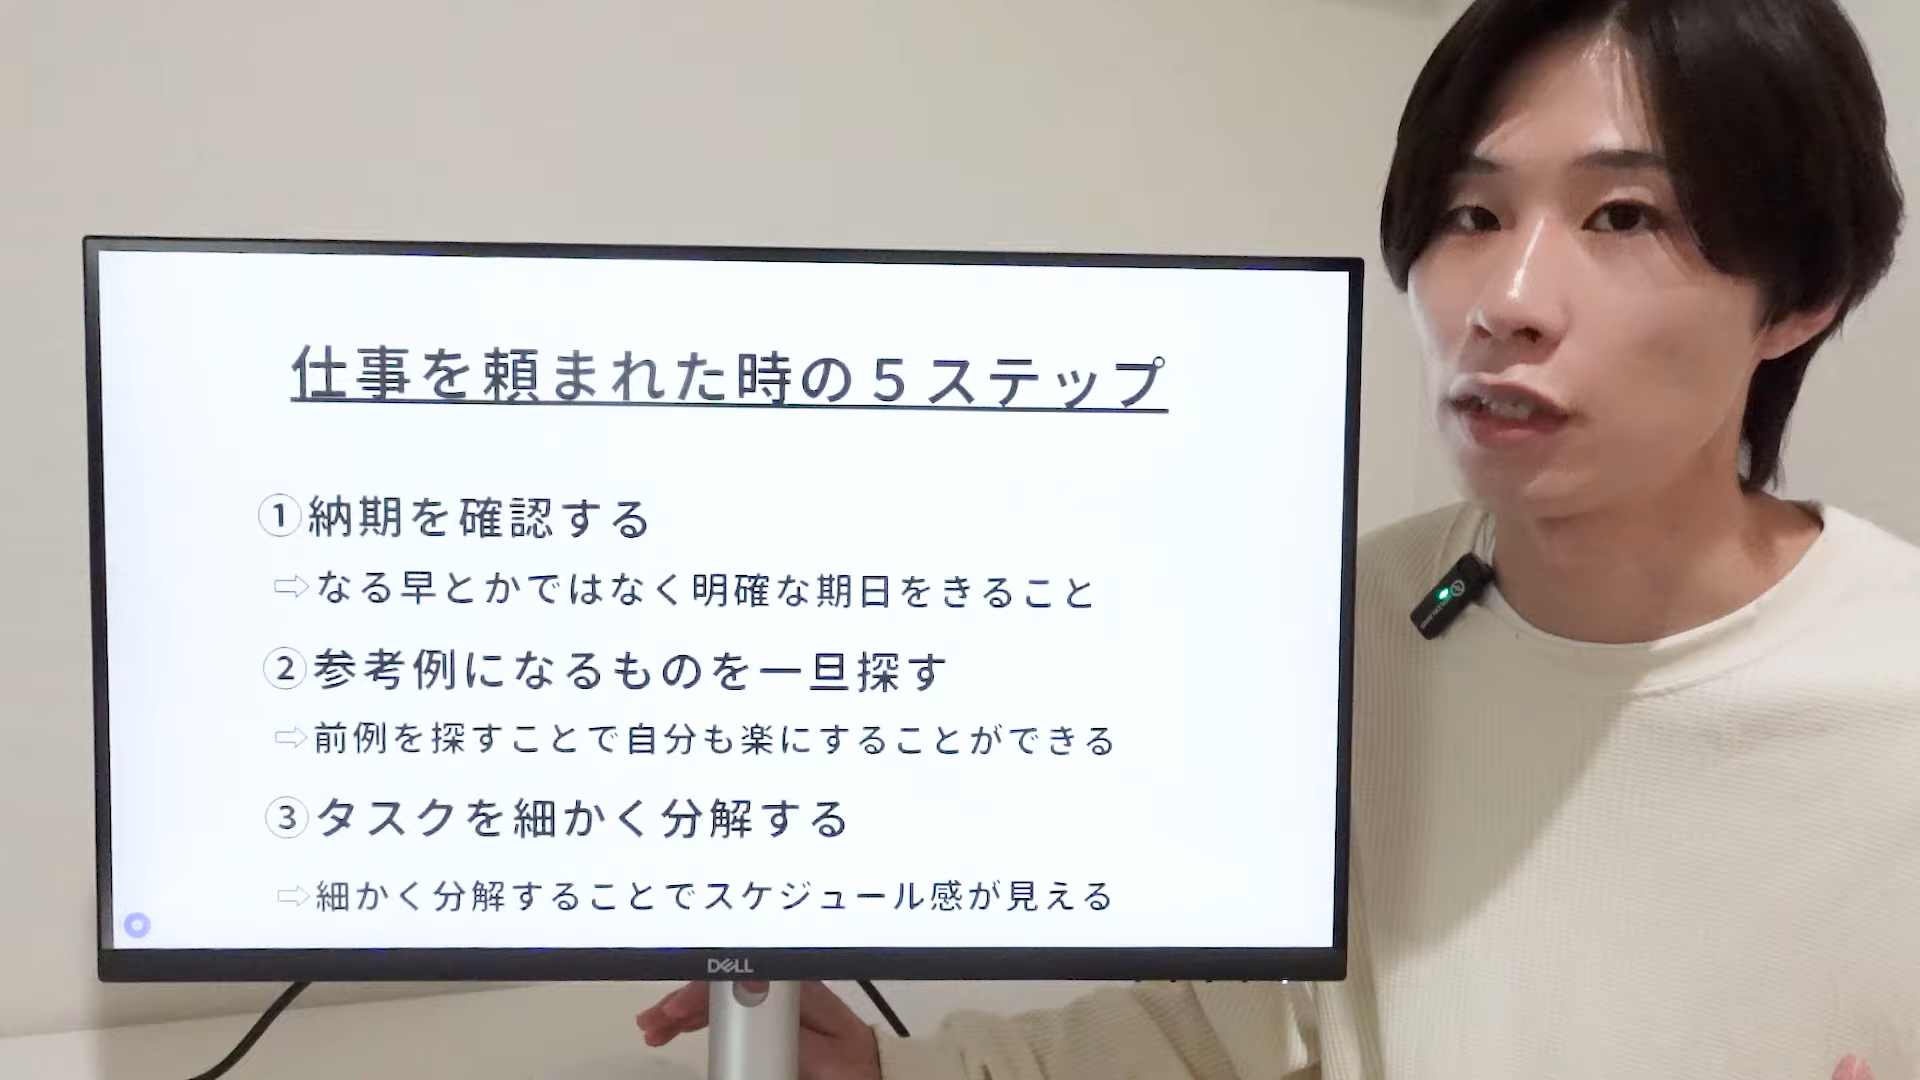 仕事を頼まれた時の５ステップ
①納期を確認する
⇨なる早とかではなく明確な期日をきること
②参考例になるものを一旦探す
⇨前例を探すことで自分も楽にすることができる
③タスクを細かく分解する
⇨細かく分解することでスケジュール感が見える
DELL